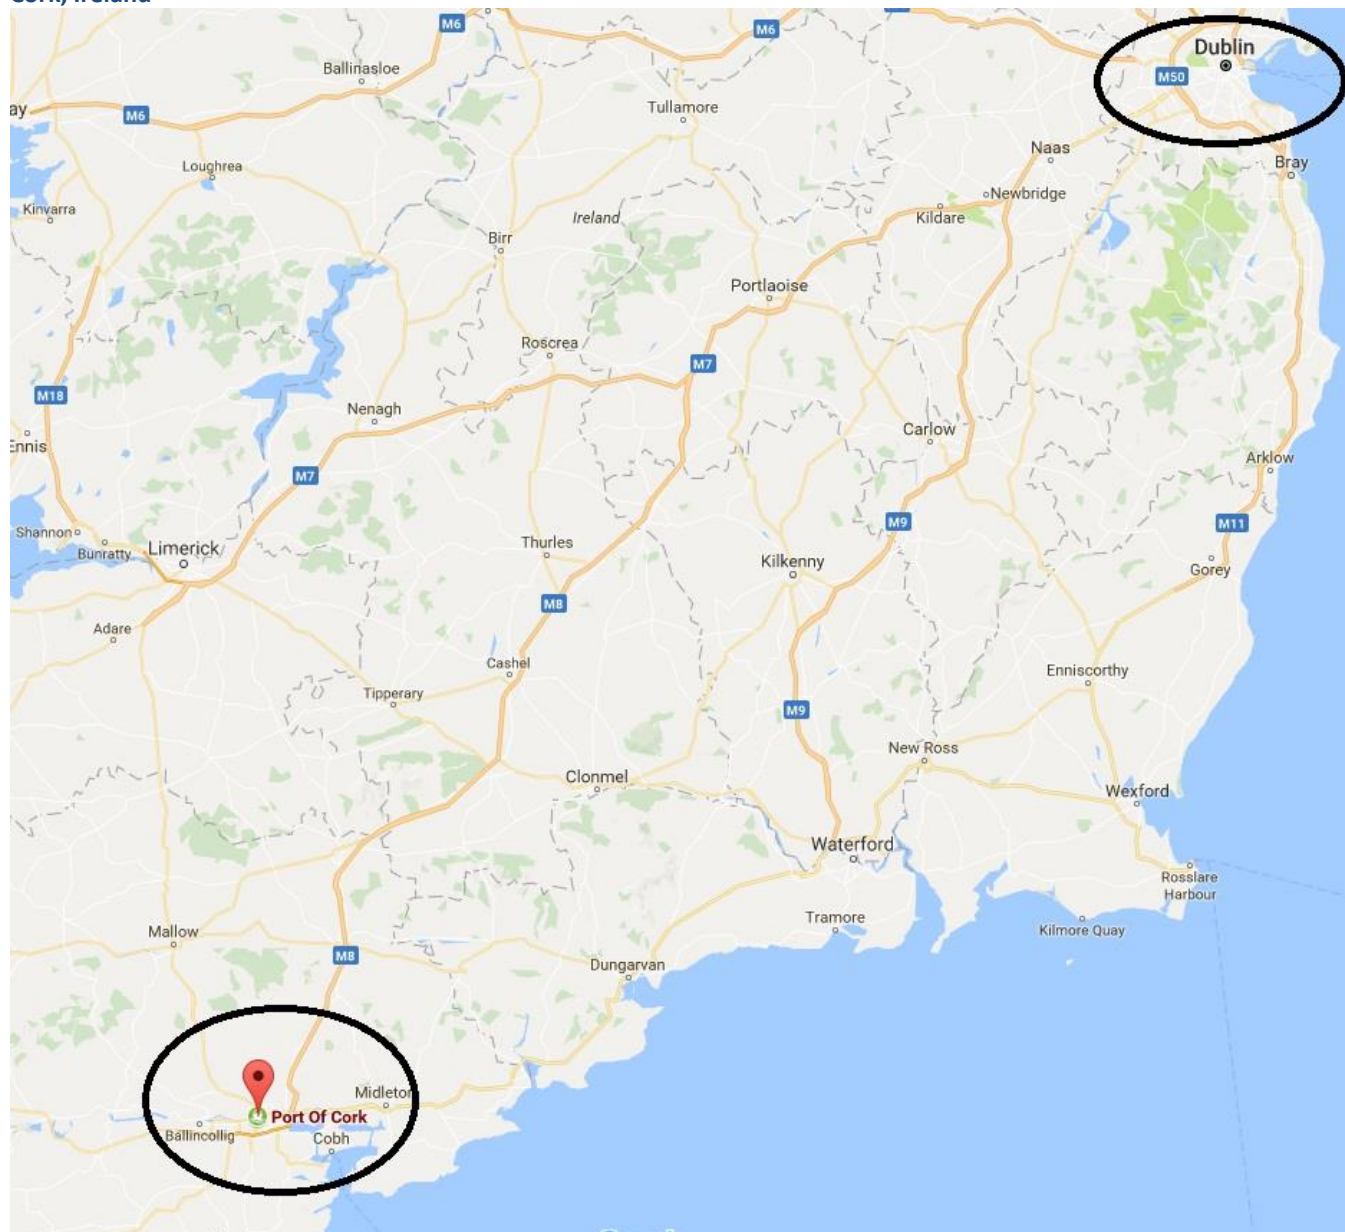 Cork, Ireland
M6
M6
Dublin
Ballinasloe
M50
ay
M6
Tullamore
Naas
Loughrea
Bray
Newbridge
Kinvarra
Ireland
Kildare
Birr
Portlaoise
Roscrea
M7
M18
Nenagh
Ennis
Carlow
Arklow
M7
M9
M11
Shannon
Bunratty
Limerick
Thurles
Kilkenny
Gorey
M8
Adare
Cashel
Enniscorthy
Tipperary
M9
New Ross
Clonmel
Wexford
Waterford
Rosslare
Harbour
Tramore
Mallow
Kilmore Quay
M8
Dungarvan
Midleton
Port Of Cork
Ballincollig
Cobh